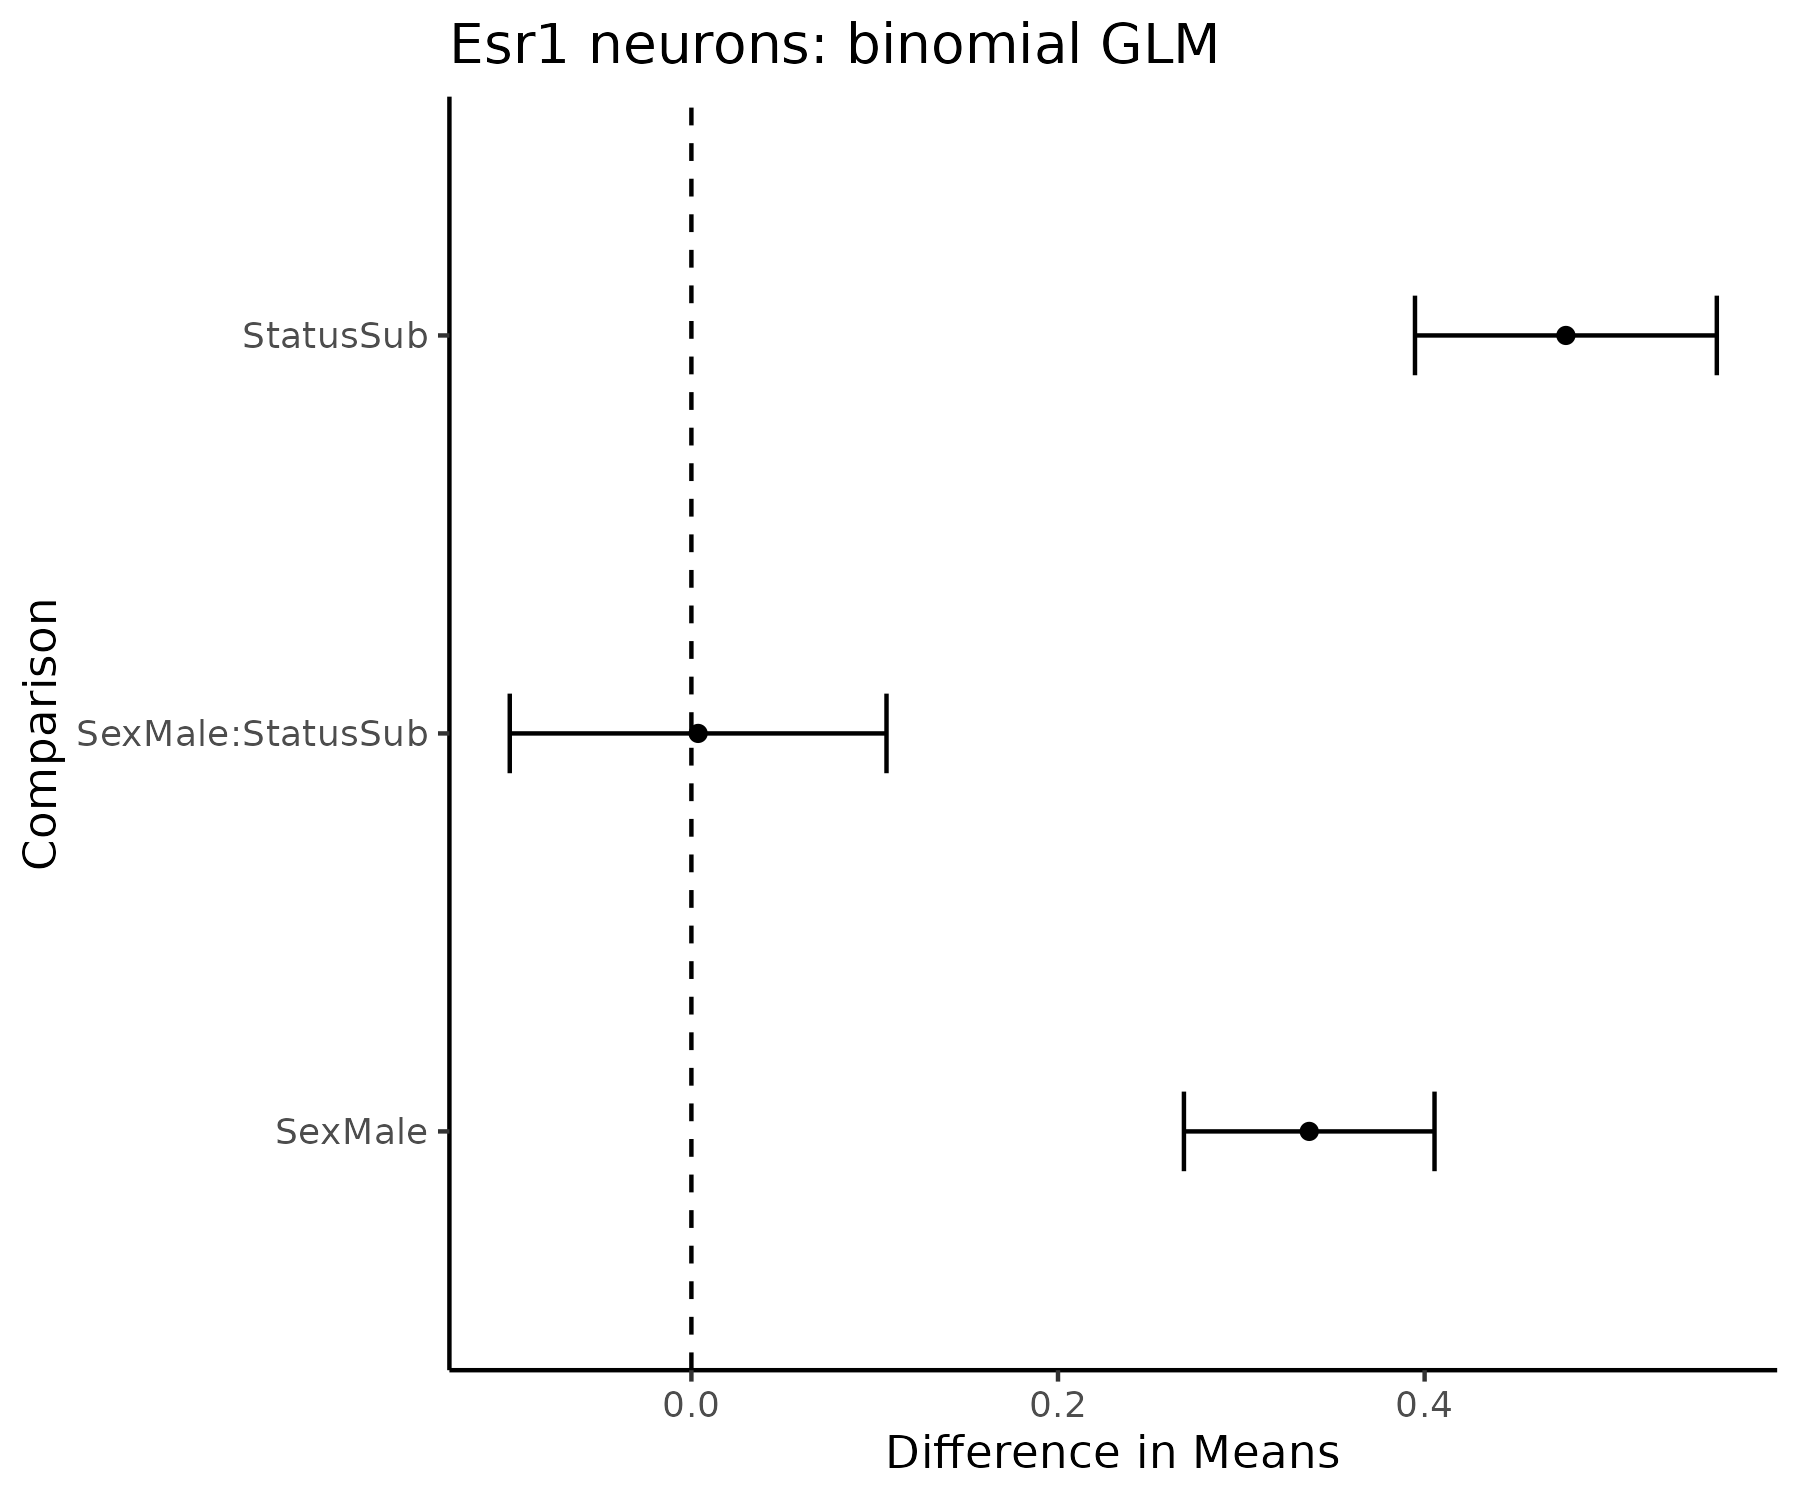 Esr1 neurons: binomial GLM
Comparison
StatusSub
SexMale:StatusSub
SexMale
0.0 0.2 0.4
Difference in Means